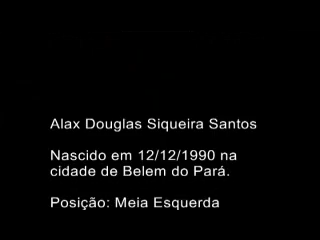 Alax Douglas Siqueira Santos
Nascido em 12/12/1990 na
cidade de Belem do Pará.
Posição: Meia Esquerda